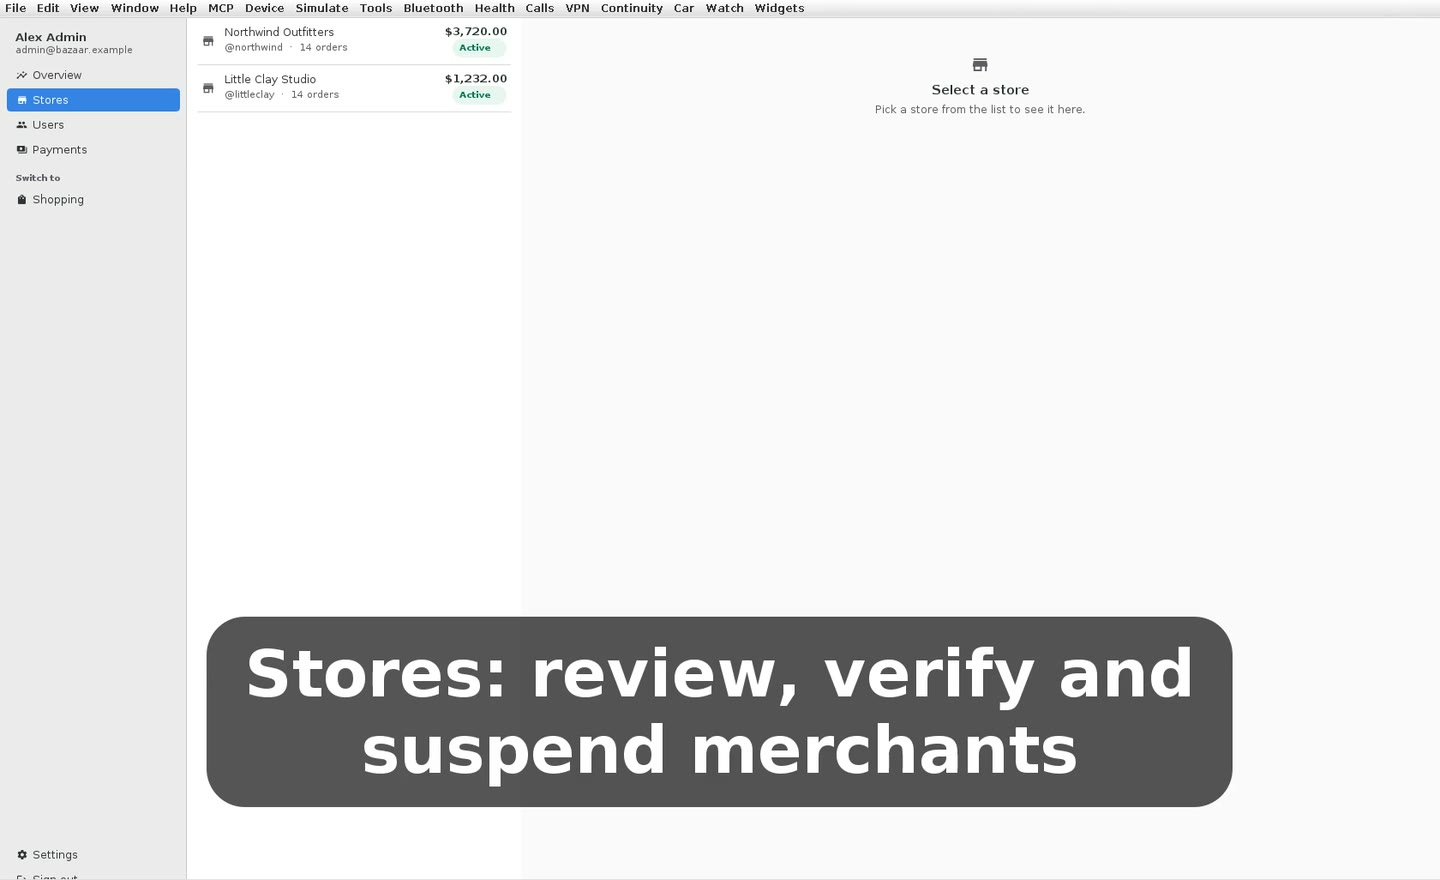 File Edit View Window Help MCP Device Simulate Tools Bluetooth Health Calls VPN Continuity Car Watch Widgets
Alex Admin
admin@bazaar.example
Overview
Stores
Users
Payments
Switch to
Shopping
Settings
Sign out
Northwind Outfitters
$3,720.00
@northwind · 14 orders
Active
Little Clay Studio
$1,232.00
@littleclay · 14 orders
Active
Select a store
Pick a store from the list to see it here.
Stores: review, verify and
suspend merchants